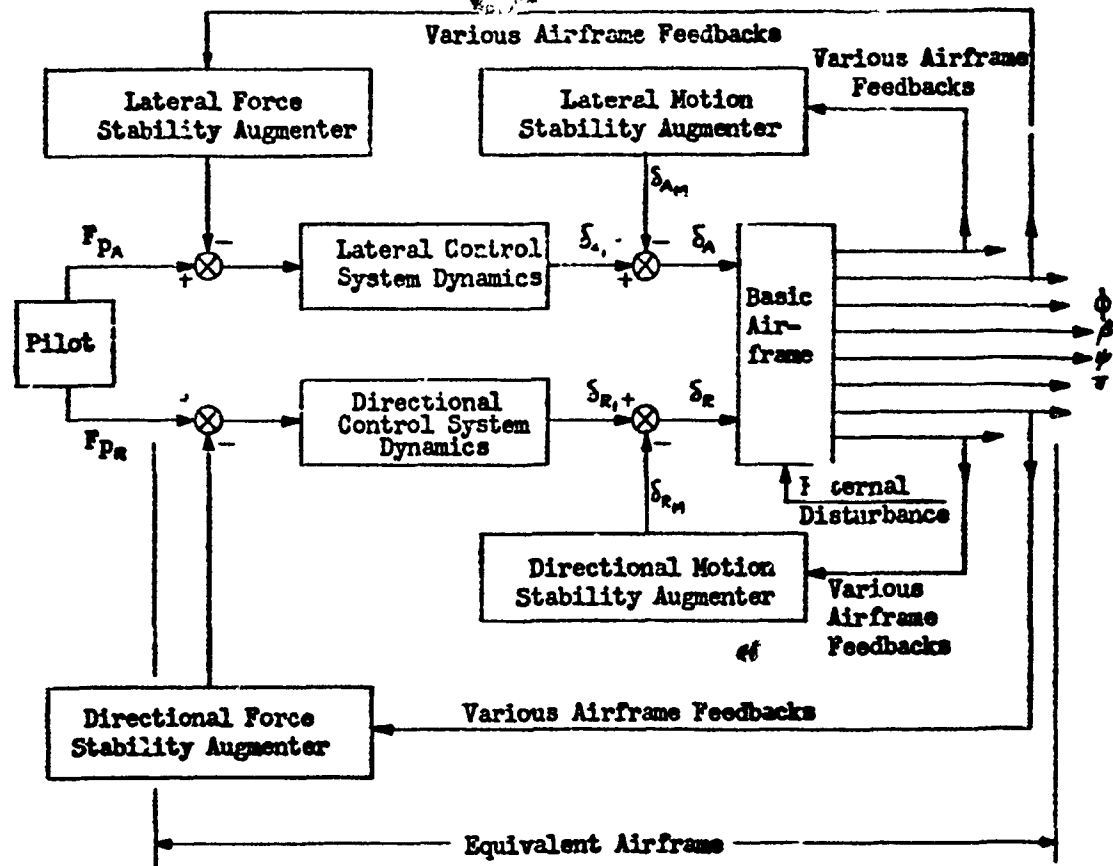 Various Airframe Feedbacks
Various Airframe
Feedbacks
Lateral Force
Stability Augmenter
Lateral Motion
Stability Augmenter
δAM
FPA
−
+
Lateral Control
System Dynamics
−
+
δA
Pilot
Basic
Air-
frame
ϕ
β
ψ
FPR
−
Directional
Control System
Dynamics
δR1
+
−
δR
δRM
Disturbance
Directional Motion
Stability Augmenter
Various
Airframe
Feedbacks
Directional Force
Stability Augmenter
Various Airframe Feedbacks
Equivalent Airframe